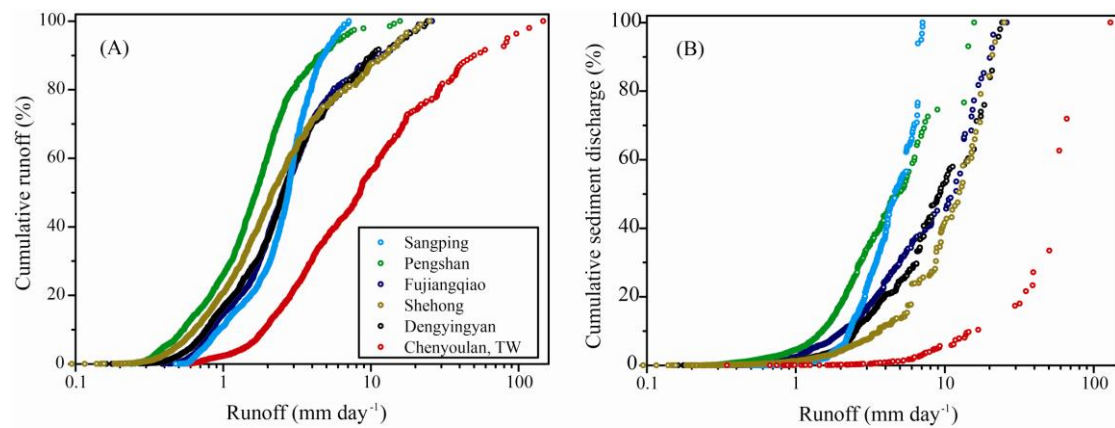 (A)
Cumulative runoff (%)
100
80
60
40
20
0
Sangping
Pengshan
Fujiangqiao
Shehong
Dengyingyan
Chenyoulan, TW
0.1 1 10 100
Runoff (mm day-1)
(B)
Cumulative sediment discharge (%)
100
80
60
40
20
0
0.1 1 10 100
Runoff (mm day-1)